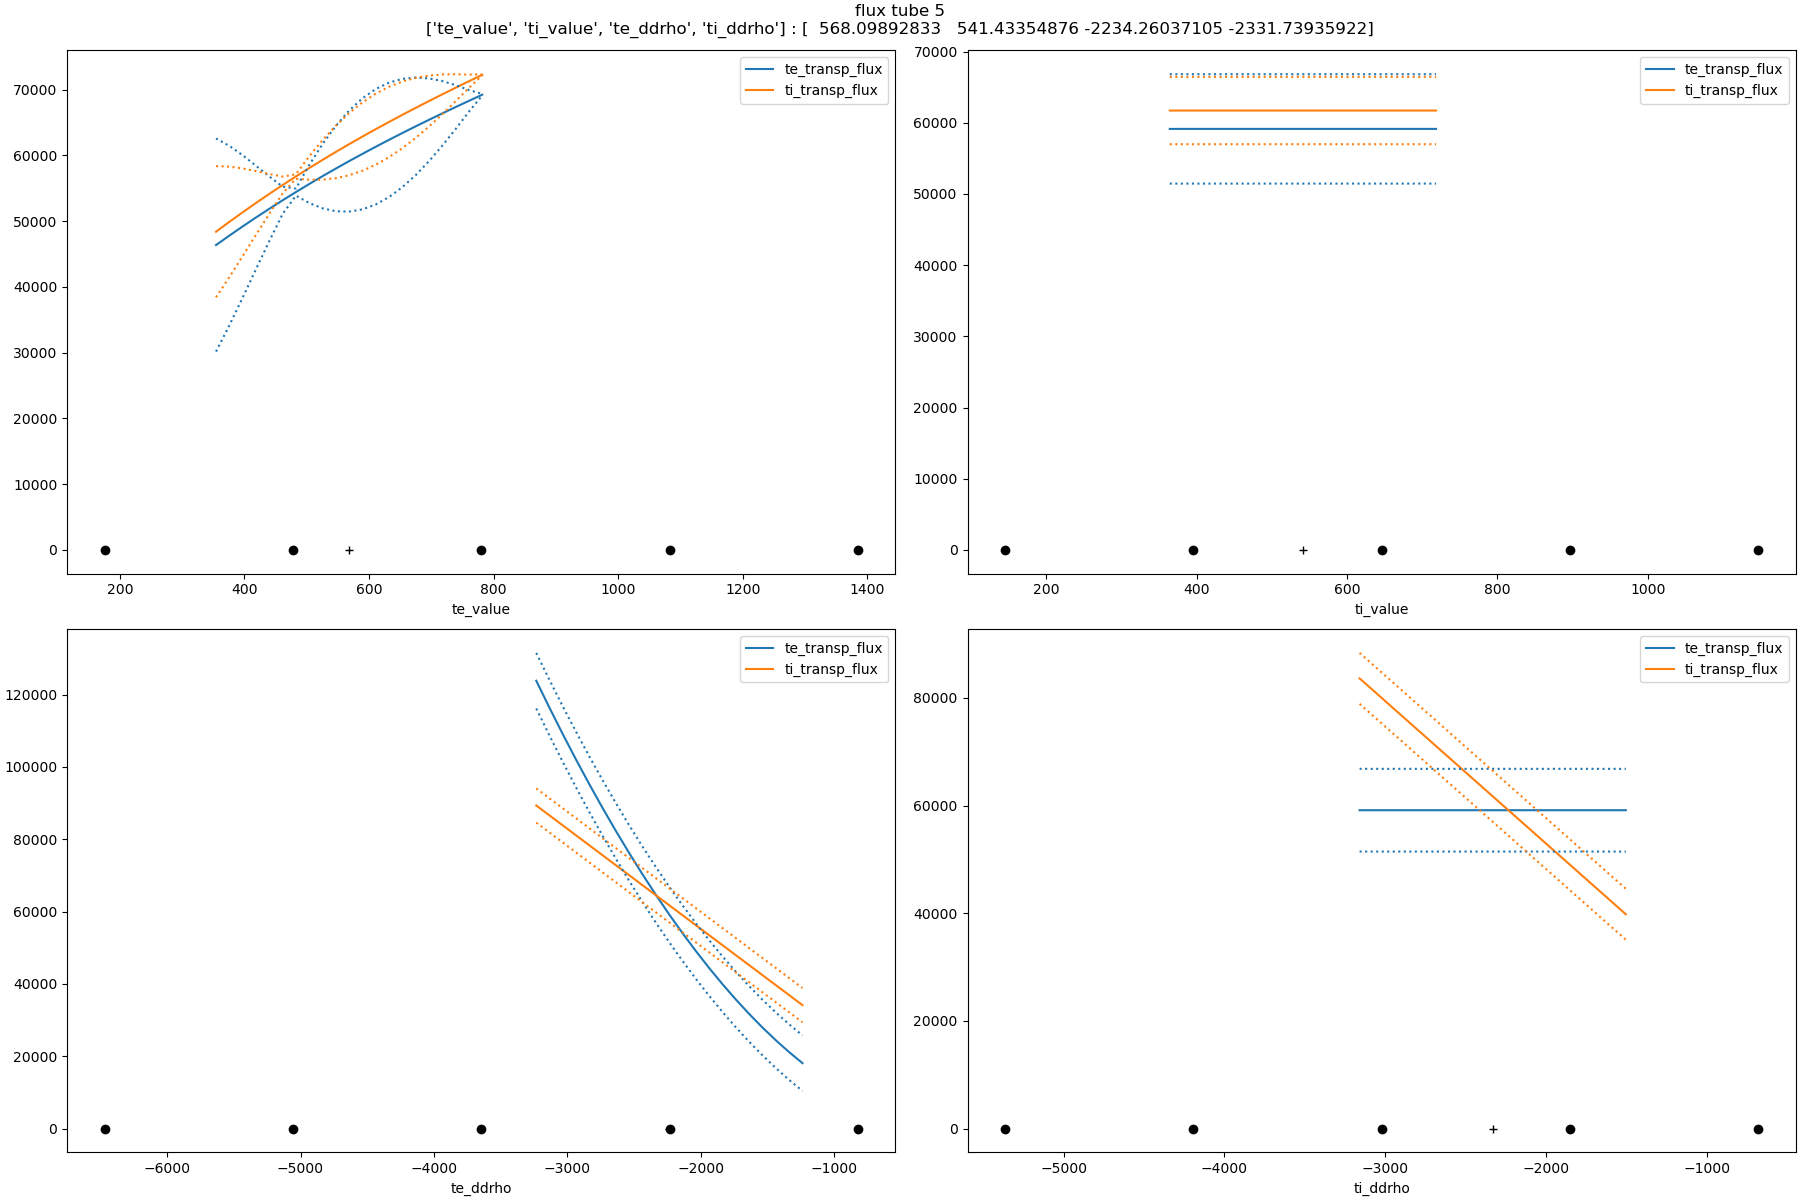 flux tube 5
['te_value', 'ti_value', 'te_ddrho', 'ti_ddrho'] : [  568.09892833   541.43354876 -2234.26037105 -2331.73935922]
te_transp_flux
ti_transp_flux
70000
60000
50000
40000
30000
20000
10000
0
200 400 600 800 1000 1200 1400
te_value
te_transp_flux
ti_transp_flux
70000
60000
50000
40000
30000
20000
10000
0
200 400 600 800 1000
ti_value
te_transp_flux
ti_transp_flux
120000
100000
80000
60000
40000
20000
0
−6000 −5000 −4000 −3000 −2000 −1000
te_ddrho
te_transp_flux
ti_transp_flux
80000
60000
40000
20000
0
−5000 −4000 −3000 −2000 −1000
ti_ddrho